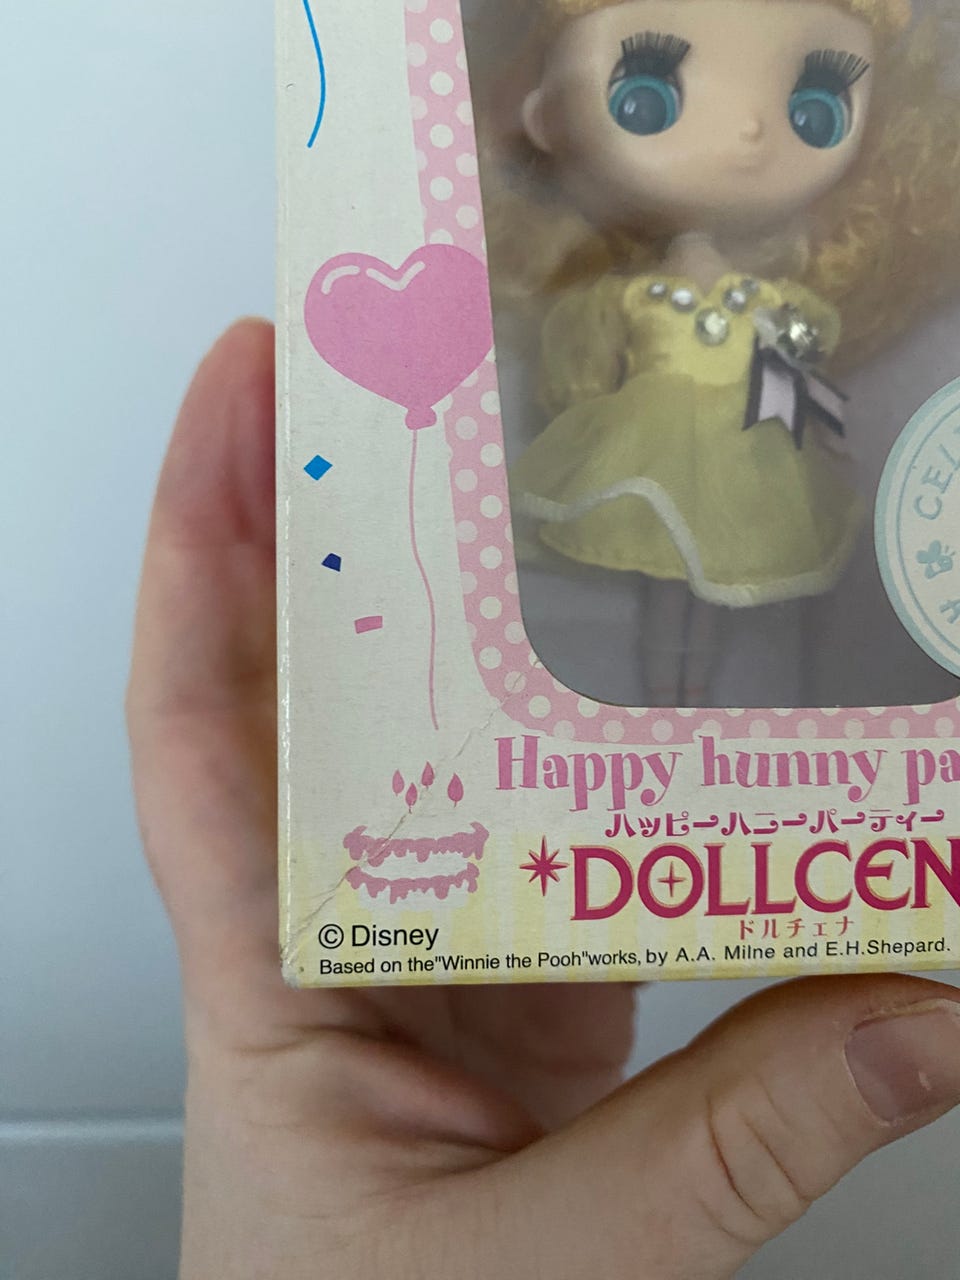 CEL
A
Happy hunny pa
ハッピーハニーパーティー
*DOLLCEN
ドルチェナ
© Disney
Based on the"Winnie the Pooh"works, by A.A. Milne and E.H.Shepard.